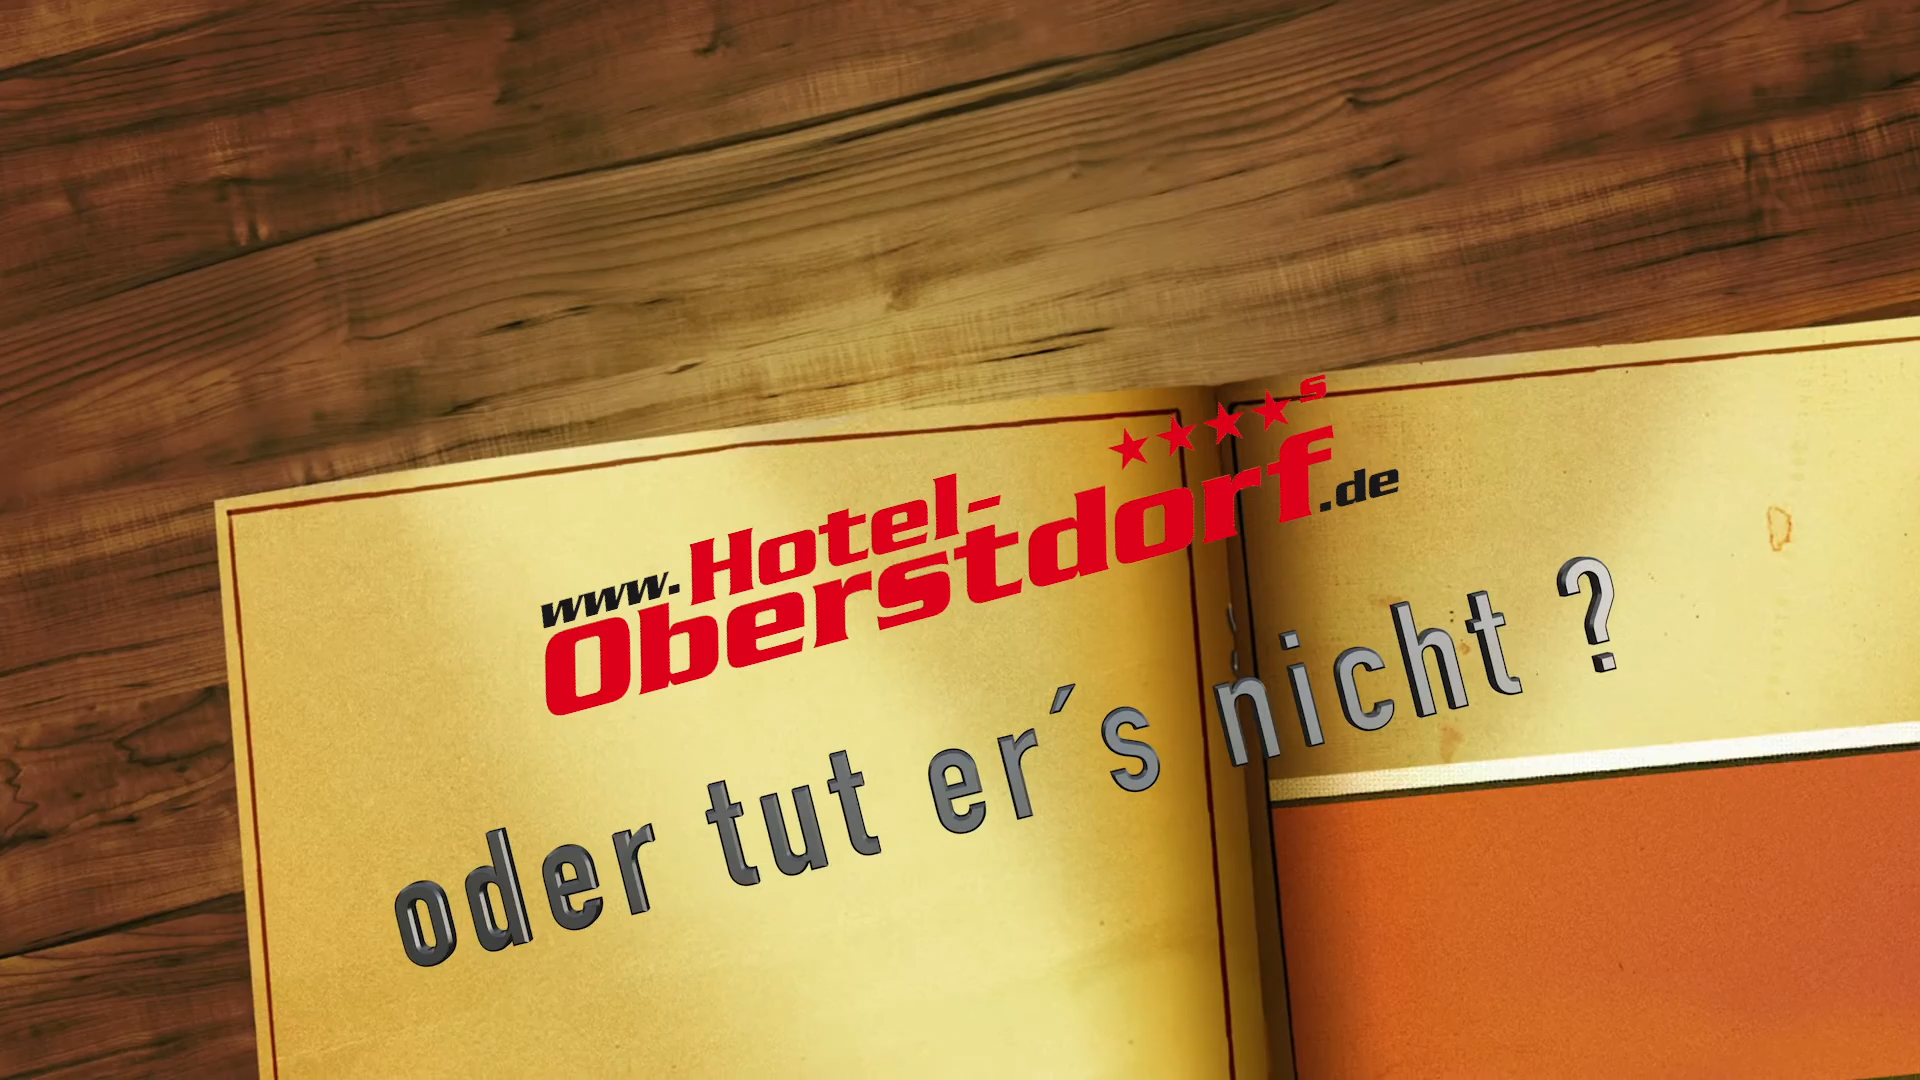 ★★★★s
www.Hotel-
Oberstdorf.de
oder tut er´s nicht ?